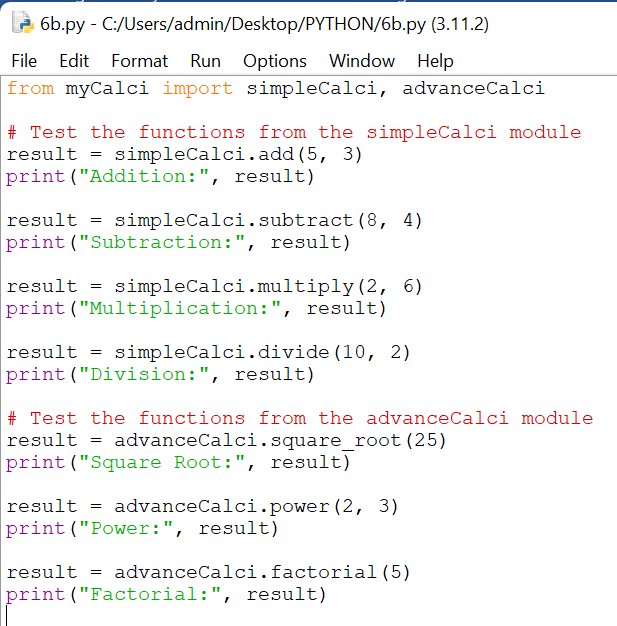 6b.py - C:/Users/admin/Desktop/PYTHON/6b.py (3.11.2)
File Edit Format Run Options Window Help
from myCalci import simpleCalci, advanceCalci
# Test the functions from the simpleCalci module
result = simpleCalci.add(5, 3)
print("Addition:", result)
result = simpleCalci.subtract(8, 4)
print("Subtraction:", result)
result = simpleCalci.multiply(2, 6)
print("Multiplication:", result)
result = simpleCalci.divide(10, 2)
print("Division:", result)
# Test the functions from the advanceCalci module
result = advanceCalci.square_root(25)
print("Square Root:", result)
result = advanceCalci.power(2, 3)
print("Power:", result)
result = advanceCalci.factorial(5)
print("Factorial:", result)